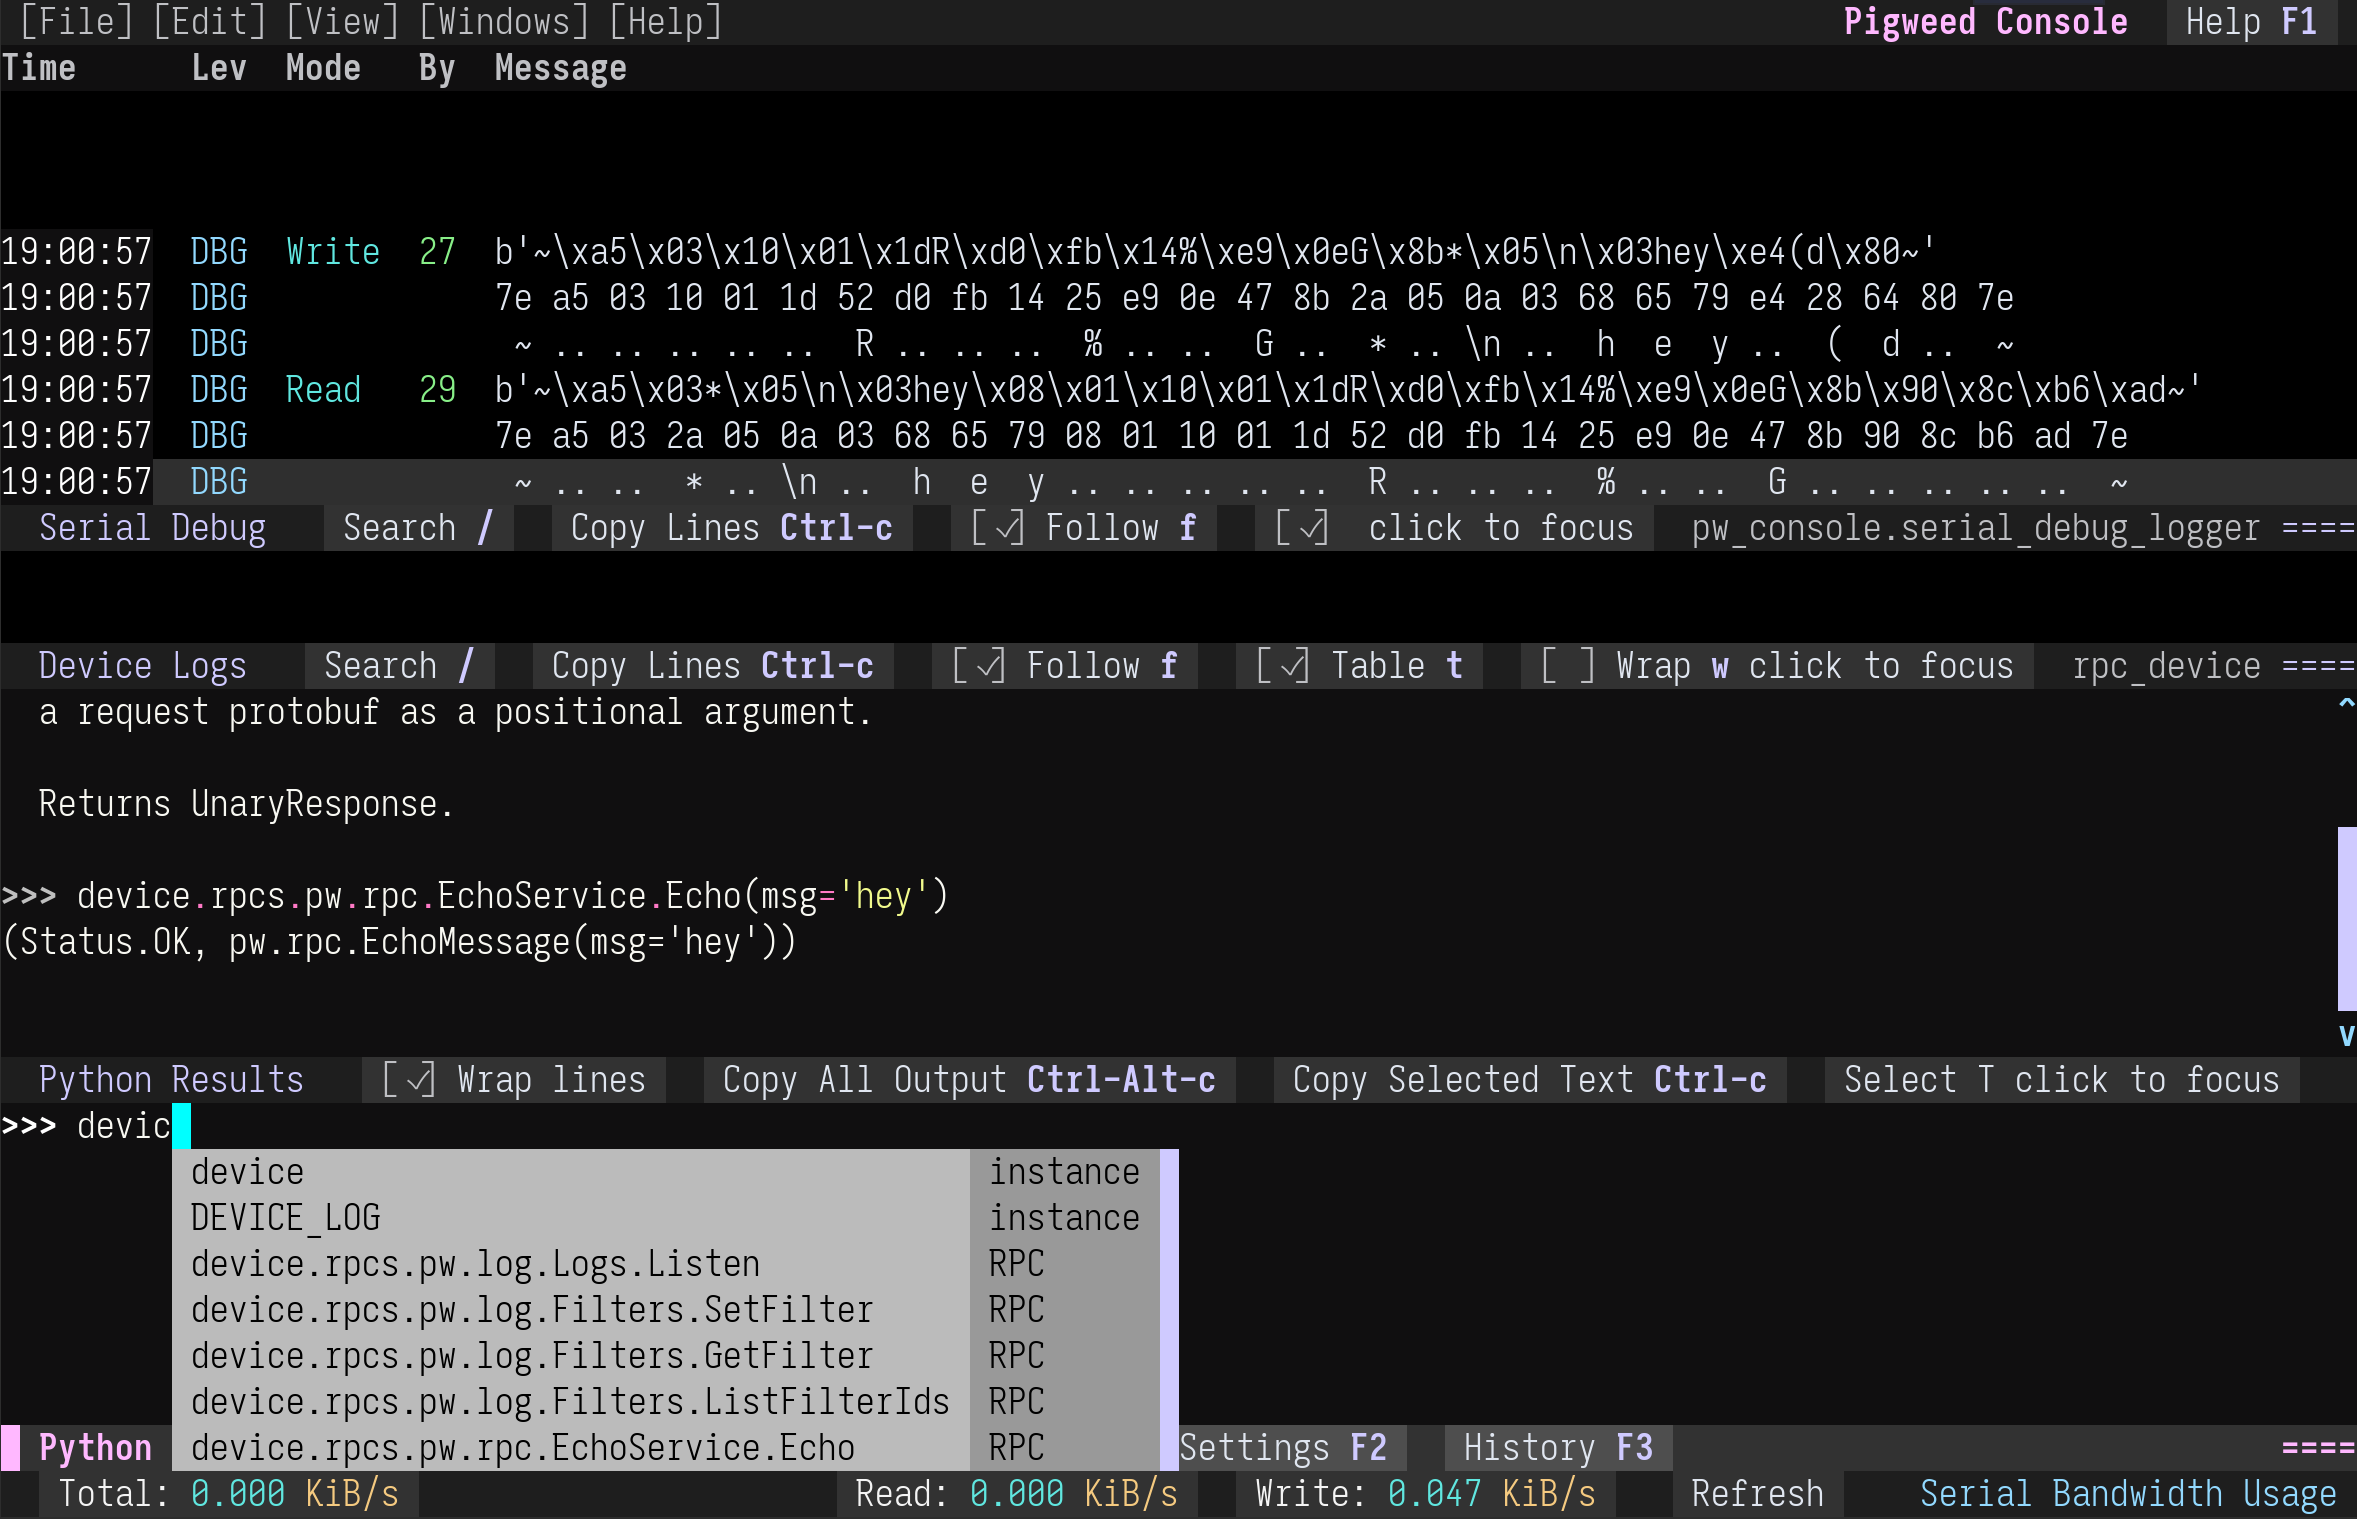 [File] [Edit] [View] [Windows] [Help] Pigweed Console Help F1
Time Lev Mode By Message
19:00:57 DBG Write 27 b'~\xa5\x03\x10\x01\x1dR\xd0\xfb\x14%\xe9\x0eG\x8b*\x05\n\x03hey\xe4(d\x80~'
19:00:57 DBG 7e a5 03 10 01 1d 52 d0 fb 14 25 e9 0e 47 8b 2a 05 0a 03 68 65 79 e4 28 64 80 7e
19:00:57 DBG ~ .. .. .. .. .. R .. .. .. % .. .. G .. * .. \n .. h e y .. ( d .. ~
19:00:57 DBG Read 29 b'~\xa5\x03*\x05\n\x03hey\x08\x01\x10\x01\x1dR\xd0\xfb\x14%\xe9\x0eG\x8b\x90\x8c\xb6\xad~'
19:00:57 DBG 7e a5 03 2a 05 0a 03 68 65 79 08 01 10 01 1d 52 d0 fb 14 25 e9 0e 47 8b 90 8c b6 ad 7e
19:00:57 DBG ~ .. .. * .. \n .. h e y .. .. .. .. .. R .. .. .. % .. .. G .. .. .. .. .. ~
Serial Debug Search / Copy Lines Ctrl-c [✓] Follow f [✓] click to focus pw_console.serial_debug_logger ====
Device Logs Search / Copy Lines Ctrl-c [✓] Follow f [✓] Table t [ ] Wrap w click to focus rpc_device ====
a request protobuf as a positional argument. ^
Returns UnaryResponse.
>>> device.rpcs.pw.rpc.EchoService.Echo(msg='hey')
(Status.OK, pw.rpc.EchoMessage(msg='hey'))
v
Python Results [✓] Wrap lines Copy All Output Ctrl-Alt-c Copy Selected Text Ctrl-c Select T click to focus
>>> devic
device instance
DEVICE_LOG instance
device.rpcs.pw.log.Logs.Listen RPC
device.rpcs.pw.log.Filters.SetFilter RPC
device.rpcs.pw.log.Filters.GetFilter RPC
device.rpcs.pw.log.Filters.ListFilterIds RPC
Python device.rpcs.pw.rpc.EchoService.Echo RPC Settings F2 History F3 ====
Total: 0.000 KiB/s Read: 0.000 KiB/s Write: 0.047 KiB/s Refresh Serial Bandwidth Usage